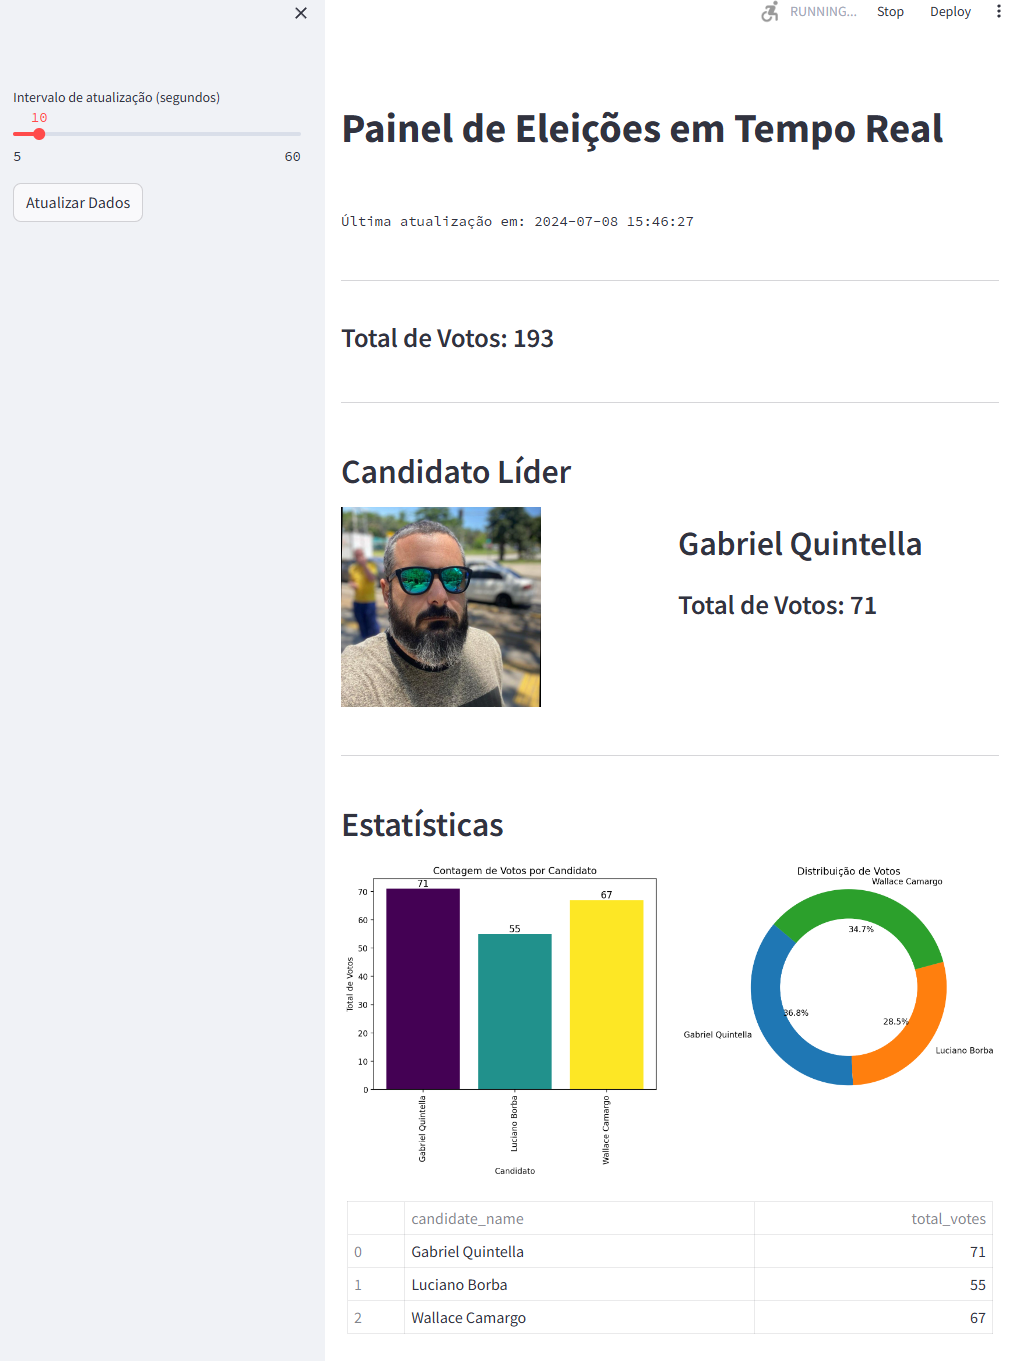 RUNNING...
Stop
Deploy
Intervalo de atualização (segundos)
10
5
60
Atualizar Dados
Painel de Eleições em Tempo Real
Última atualização em: 2024-07-08 15:46:27
Total de Votos: 193
Candidato Líder
Gabriel Quintella
Total de Votos: 71
Estatísticas
Contagem de Votos por Candidato
71
55
67
70
60
50
40
30
20
10
0
Total de Votos
Gabriel Quintella
Luciano Borba
Wallace Camargo
Candidato
Distribuição de Votos
Wallace Camargo
34.7%
36.8%
28.5%
Gabriel Quintella
Luciano Borba
candidate_name total_votes
0 Gabriel Quintella 71
1 Luciano Borba 55
2 Wallace Camargo 67